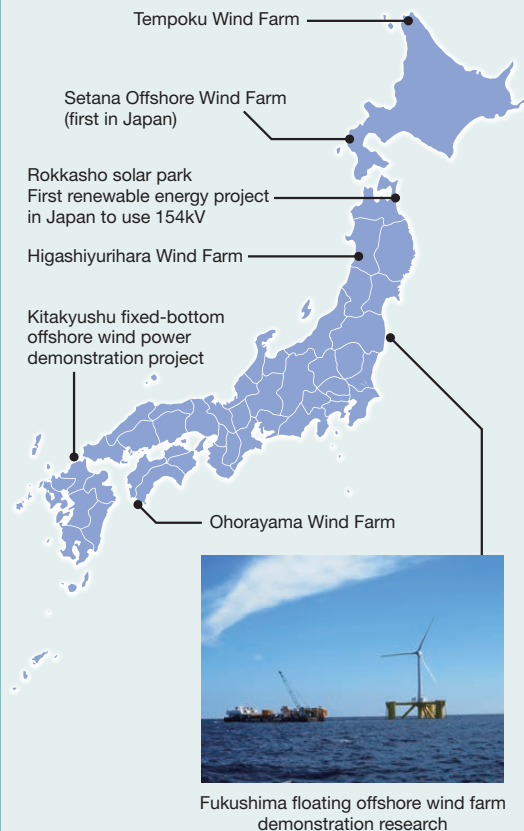 Tempoku Wind Farm
Setana Offshore Wind Farm
(first in Japan)
Rokkasho solar park
First renewable energy project
in Japan to use 154kV
Higashiyurihara Wind Farm
Kitakyushu fixed-bottom
offshore wind power
demonstration project
Ohorayama Wind Farm
Fukushima floating offshore wind farm
demonstration research